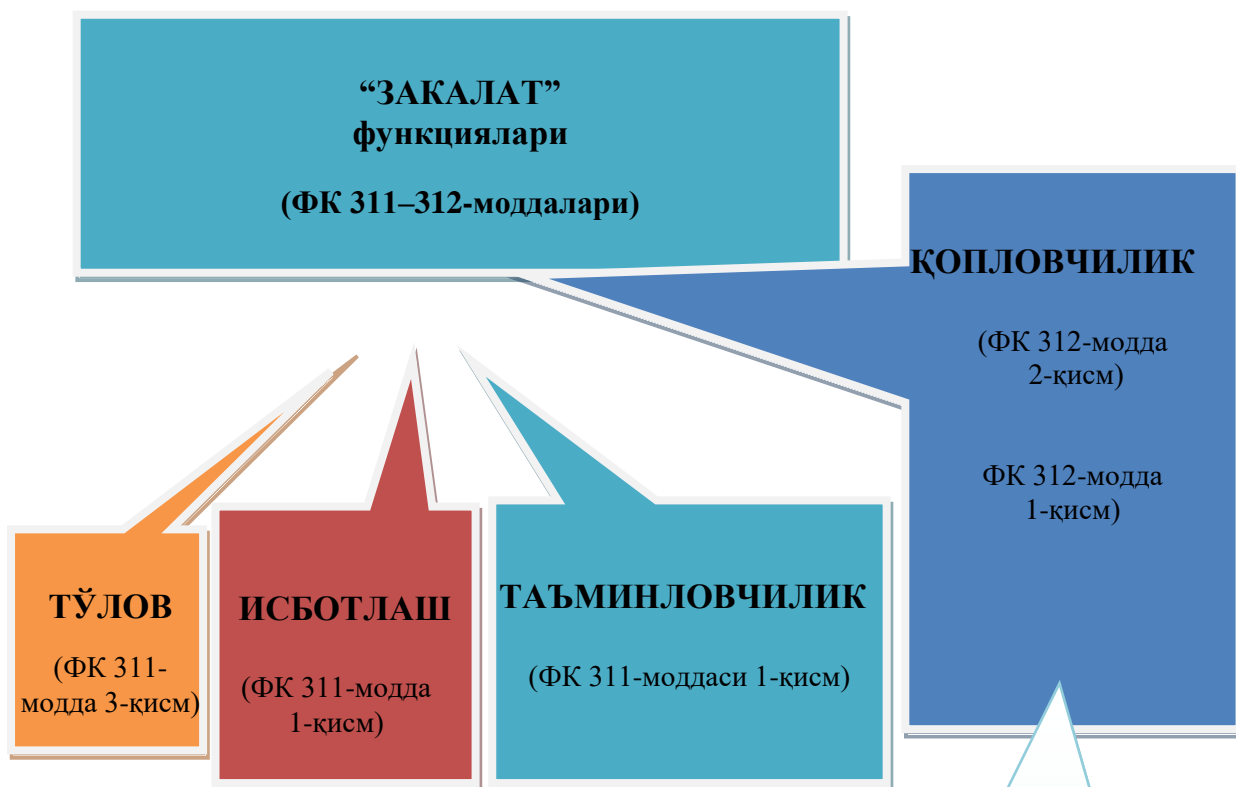 “ЗАКАЛАТ”
функциялари
(ФК 311–312-моддалари)
ҚОПЛОВЧИЛИК
(ФК 312-модда
2-қисм)
ФК 312-модда
1-қисм)
ТЎЛОВ
(ФК 311-
модда 3-қисм)
ИСБОТЛАШ
(ФК 311-модда
1-қисм)
ТАЪМИНЛОВЧИЛИК
(ФК 311-моддаси 1-қисм)